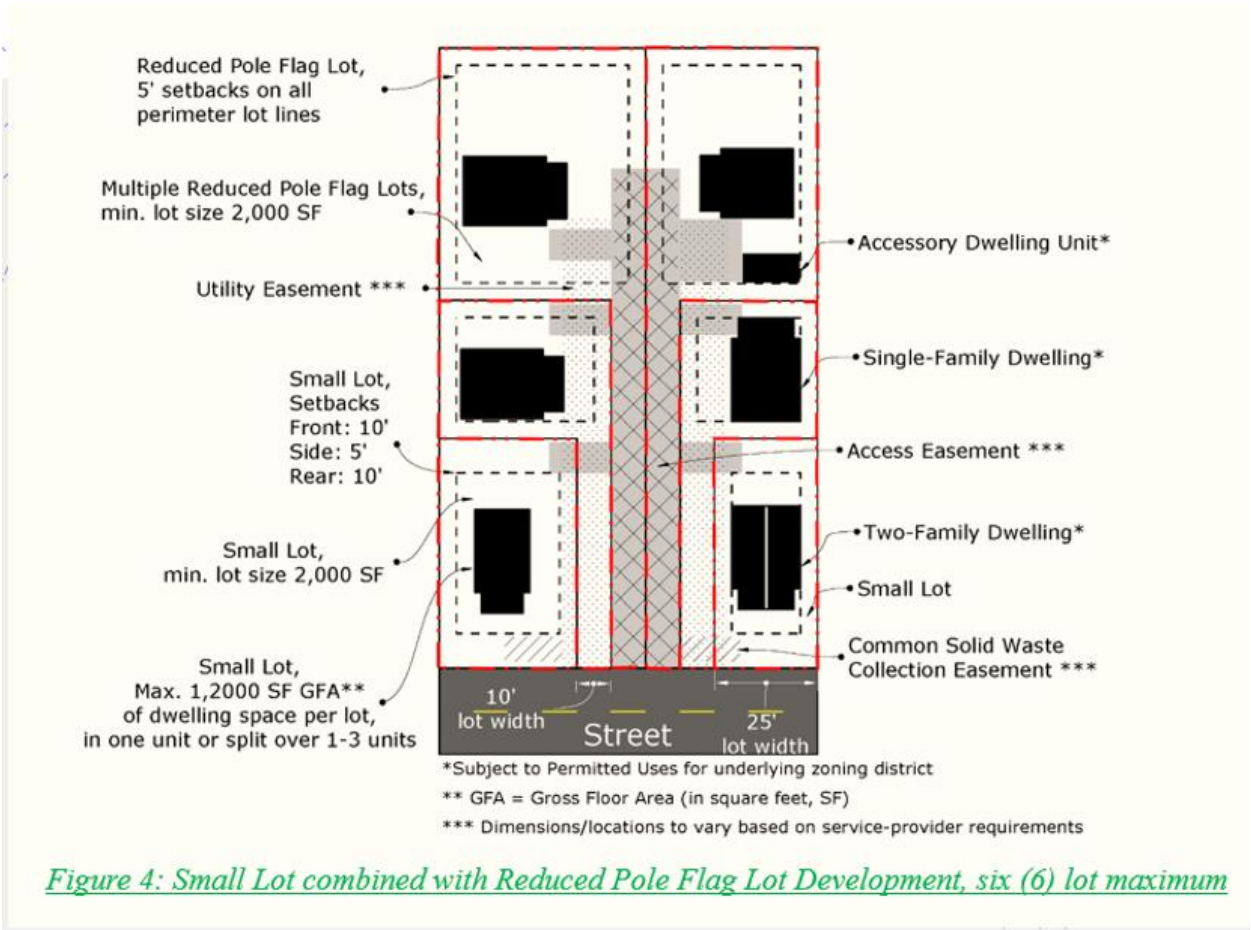 Reduced Pole Flag Lot,
5' setbacks on all
perimeter lot lines
Multiple Reduced Pole Flag Lots,
min. lot size 2,000 SF
Utility Easement ***
Small Lot,
Setbacks
Front: 10'
Side: 5'
Rear: 10'
Small Lot,
min. lot size 2,000 SF
Small Lot,
Max. 1,2000 SF GFA**
of dwelling space per lot,
in one unit or split over 1-3 units
Accessory Dwelling Unit*
Single-Family Dwelling*
Access Easement ***
Two-Family Dwelling*
Small Lot
Common Solid Waste
Collection Easement ***
10'
lot width
Street
25'
lot width
*Subject to Permitted Uses for underlying zoning district
** GFA = Gross Floor Area (in square feet, SF)
*** Dimensions/locations to vary based on service-provider requirements
Figure 4: Small Lot combined with Reduced Pole Flag Lot Development, six (6) lot maximum